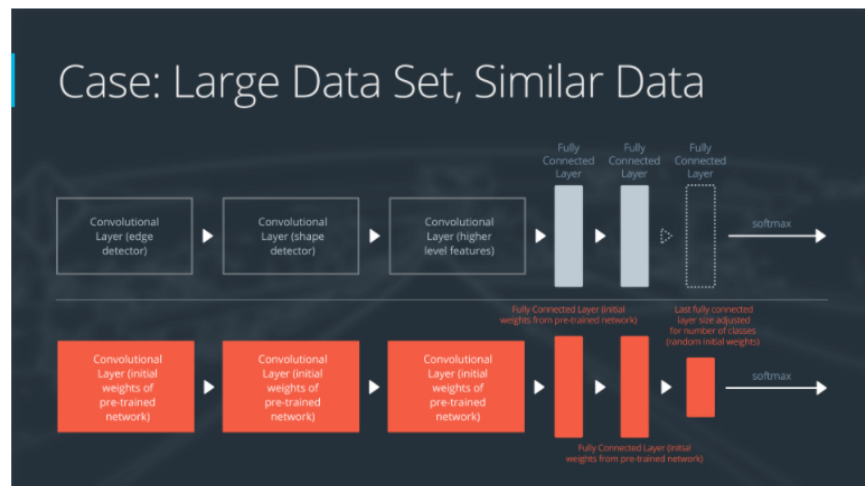 Case: Large Data Set, Similar Data
Fully
Connected
Layer
Fully
Connected
Layer
Fully
Connected
Layer
Convolutional
Layer (edge
detector)
Convolutional
Layer (shape
detector)
Convolutional
Layer (higher
level features)
softmax
Fully Connected Layer (initial
weights from pre-trained network)
Last fully connected
layer size adjusted
for number of classes
(random initial weights)
Convolutional
Layer (initial
weights of
pre-trained
network)
Convolutional
Layer (initial
weights of
pre-trained
network)
Convolutional
Layer (initial
weights of
pre-trained
network)
softmax
Fully Connected Layer (initial
weights from pre-trained network)